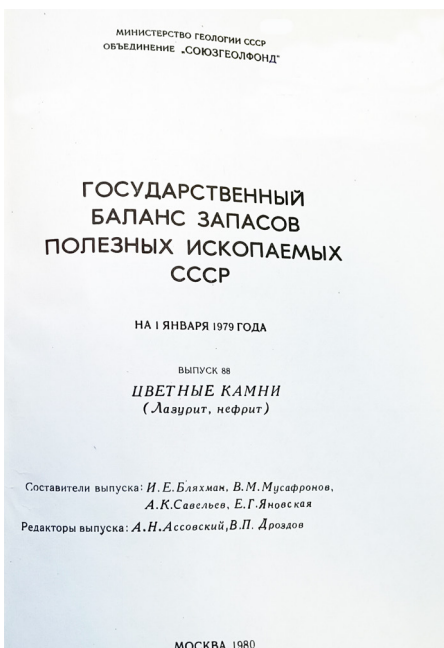 МИНИСТЕРСТВО ГЕОЛОГИИ СССР
ОБЪЕДИНЕНИЕ „СОЮЗГЕОЛФОНД"
ГОСУДАРСТВЕННЫЙ
БАЛАНС ЗАПАСОВ
ПОЛЕЗНЫХ ИСКОПАЕМЫХ
СССР
НА 1 ЯНВАРЯ 1979 ГОДА
ВЫПУСК 88
ЦВЕТНЫЕ КАМНИ
(Лазурит, нефрит)
Составители выпуска: И.Е.Бляхман, В.М.Мусафронов,
А.К.Савельев, Е.Г.Яновская
Редакторы выпуска: А.Н.Ассовский, В.П. Дроздов
МОСКВА 1980